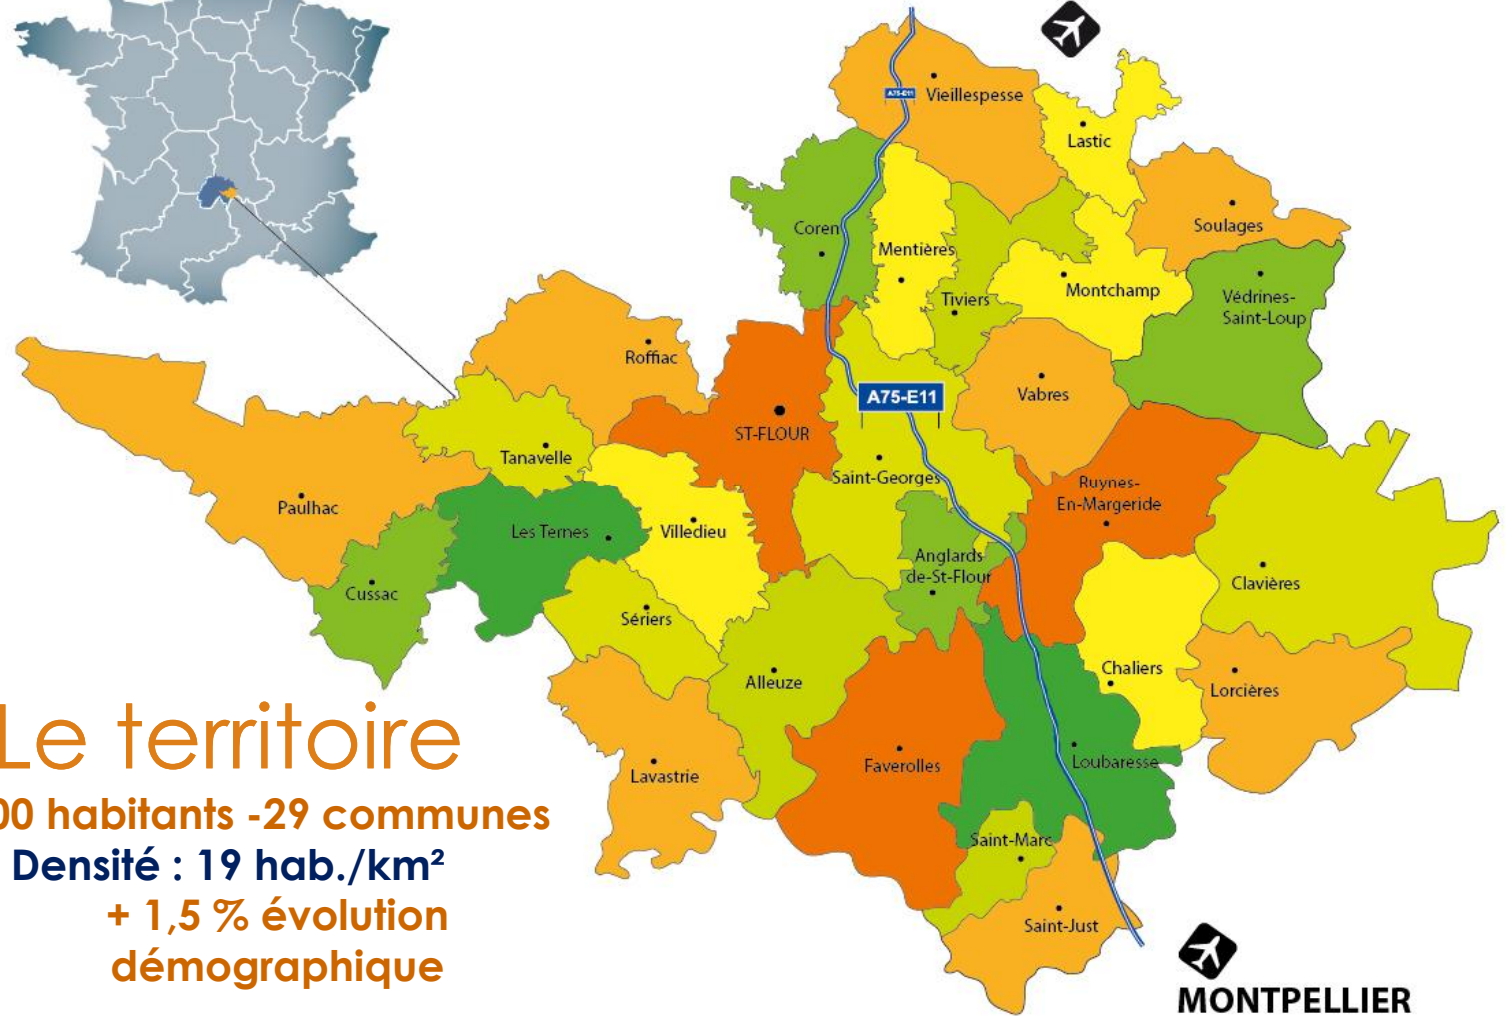 A75-E11
Vieillespesse
Lastic
Soulages
Coren
Mentières
Montchamp
Tiviers
Védrines-
Saint-Loup
Roffiac
Vabres
A75-E11
ST-FLOUR
Tanavelle
Saint-Georges
Ruynes-
En-Margeride
Paulhac
Les Ternes
Villedieu
Anglards-
de-St-Flour
Clavières
Cussac
Sériers
Chaliers
Alleuze
Lorcières
Lavastrie
Faverolles
Loubaresse
Saint-Marc
Saint-Just
Le territoire
00 habitants -29 communes
Densité : 19 hab./km²
+ 1,5 % évolution
démographique
MONTPELLIER